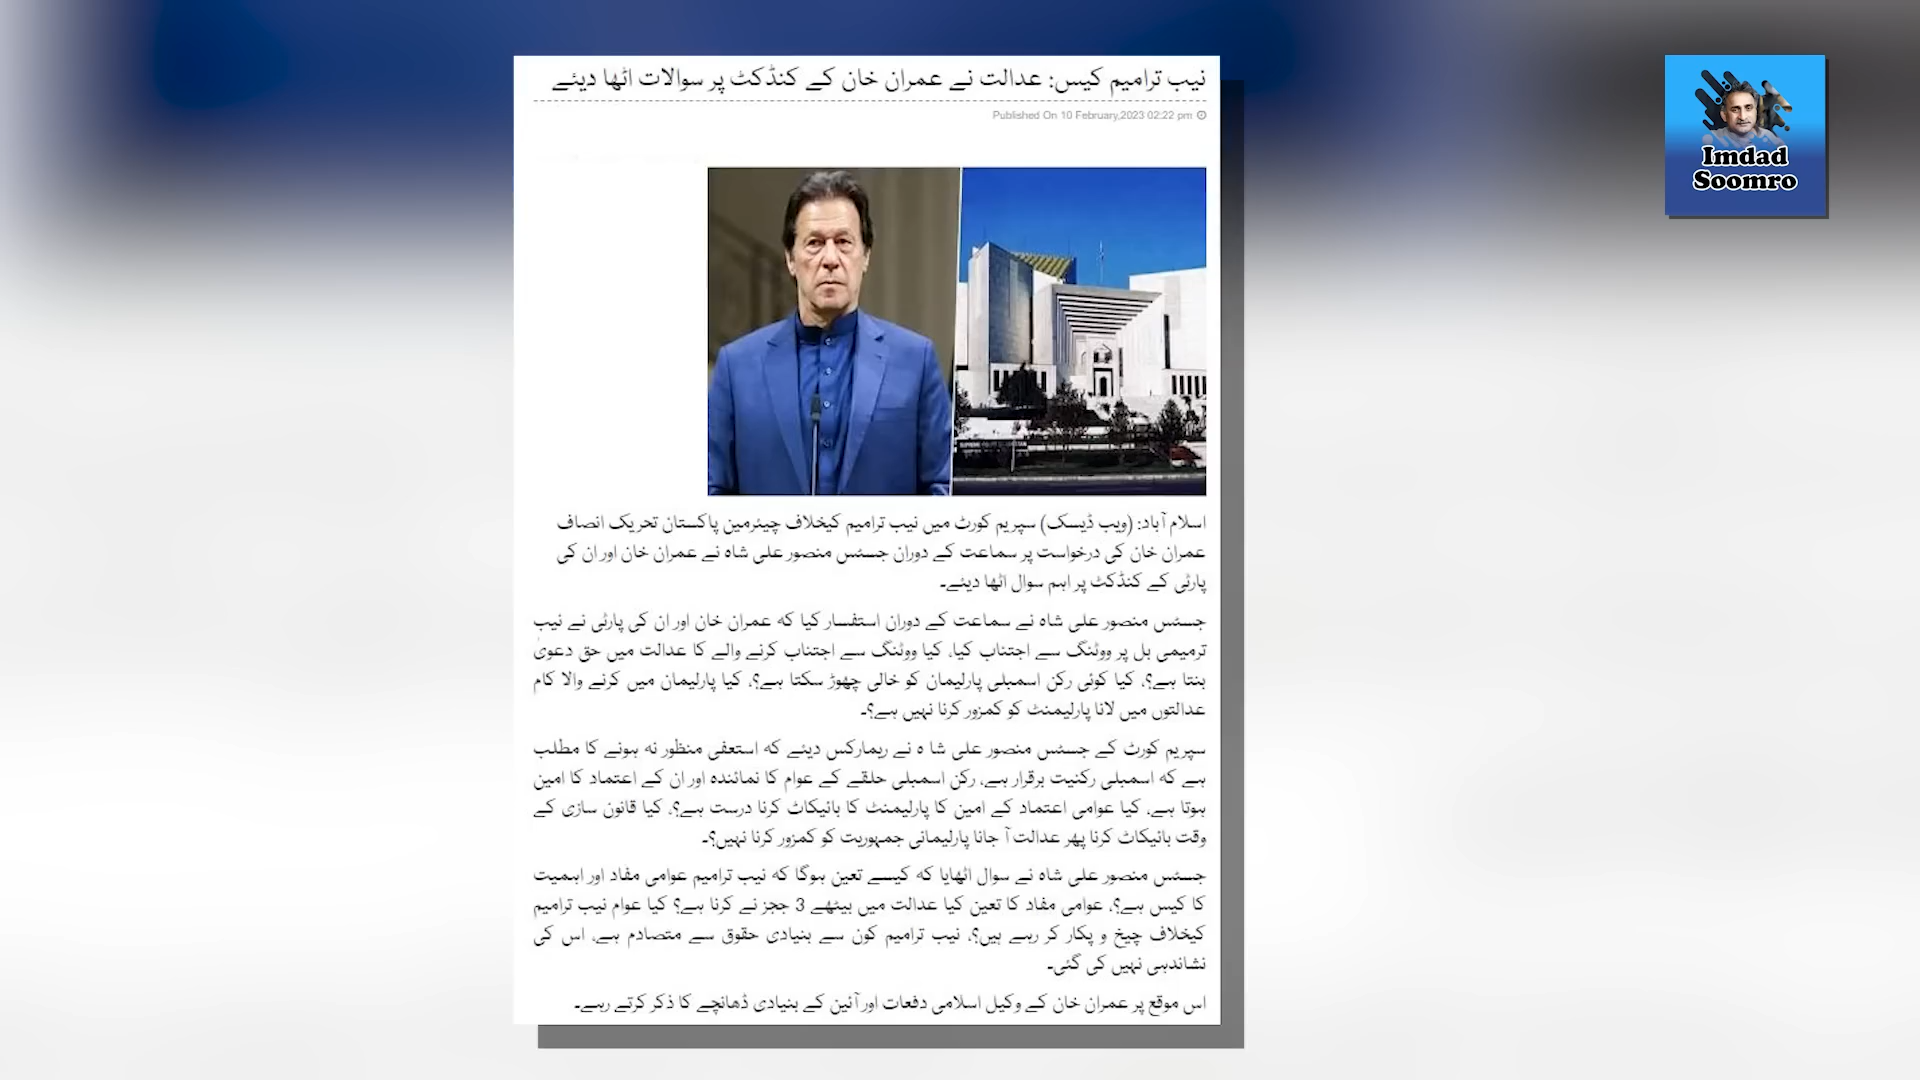 نیب ترامیم کیس: عدالت نے عمران خان کے کنڈکٹ پر سوالات اٹھا دیئے
Published On 10 February,2023 02:22 pm
Imdad
Soomro
اسلام آباد: (ویب ڈیسک) سپریم کورٹ میں نیب ترامیم کیخلاف چیئرمین پاکستان تحریک انصاف
عمران خان کی درخواست پر سماعت کے دوران جسٹس منصور علی شاہ نے عمران خان اور ان کی
پارٹی کے کنڈکٹ پر اہم سوال اٹھا دیئے۔
جسٹس منصور علی شاہ نے سماعت کے دوران استفسار کیا کہ عمران خان اور ان کی پارٹی نے نیب
ترمیمی بل پر ووٹنگ سے اجتناب کیا، کیا ووٹنگ سے اجتناب کرنے والے کا عدالت میں حق دعویٰ
بنتا ہے؟، کیا کوئی رکن اسمبلی پارلیمان کو خالی چھوڑ سکتا ہے؟، کیا پارلیمان میں کرنے والا کام
عدالتوں میں لانا پارلیمنٹ کو کمزور کرنا نہیں ہے؟۔
سپریم کورٹ کے جسٹس منصور علی شا ہ نے ریمارکس دیئے کہ استعفی منظور نہ ہونے کا مطلب
ہے کہ اسمبلی رکنیت برقرار ہے، رکن اسمبلی حلقے کے عوام کا نمائندہ اور ان کے اعتماد کا امین
ہوتا ہے، کیا عوامی اعتماد کے امین کا پارلیمنٹ کا بائیکاٹ کرنا درست ہے؟، کیا قانون سازی کے
وقت بائیکاٹ کرنا پھر عدالت آ جانا پارلیمانی جمہوریت کو کمزور کرنا نہیں؟۔
جسٹس منصور علی شاہ نے سوال اٹھایا کہ کیسے تعین ہوگا کہ نیب ترامیم عوامی مفاد اور اہمیت
کا کیس ہے؟، عوامی مفاد کا تعین کیا عدالت میں بیٹھے 3 ججز نے کرنا ہے؟ کیا عوام نیب ترامیم
کیخلاف چیخ و پکار کر رہے ہیں؟، نیب ترامیم کون سے بنیادی حقوق سے متصادم ہے، اس کی
نشاندہی نہیں کی گئی۔
اس موقع پر عمران خان کے وکیل اسلامی دفعات اور آئین کے بنیادی ڈھانچے کا ذکر کرتے رہے۔